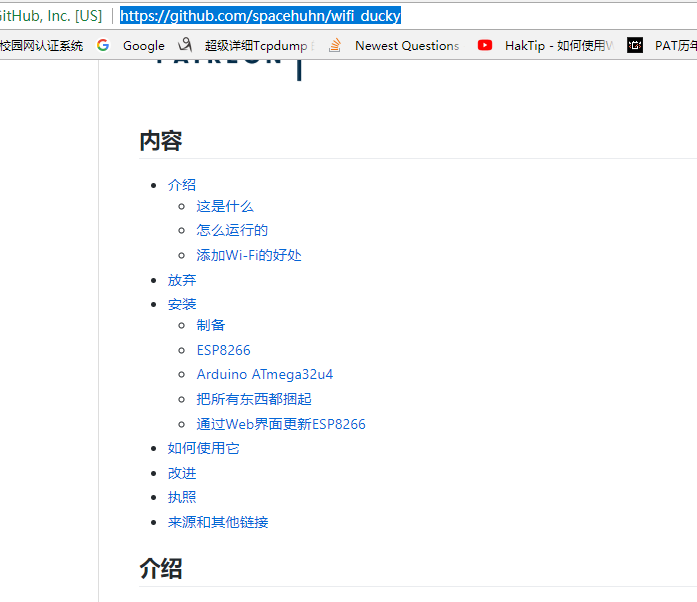 GitHub, Inc. [US] | https://github.com/spacehuhn/wifi_ducky
校园网认证系统 Google 超级详细Tcpdump Newest Questions HakTip - 如何使用W PAT历年
PATREON
内容
介绍
这是什么
怎么运行的
添加Wi-Fi的好处
放弃
安装
制备
ESP8266
Arduino ATmega32u4
把所有东西都捆起
通过Web界面更新ESP8266
如何使用它
改进
执照
来源和其他链接
介绍